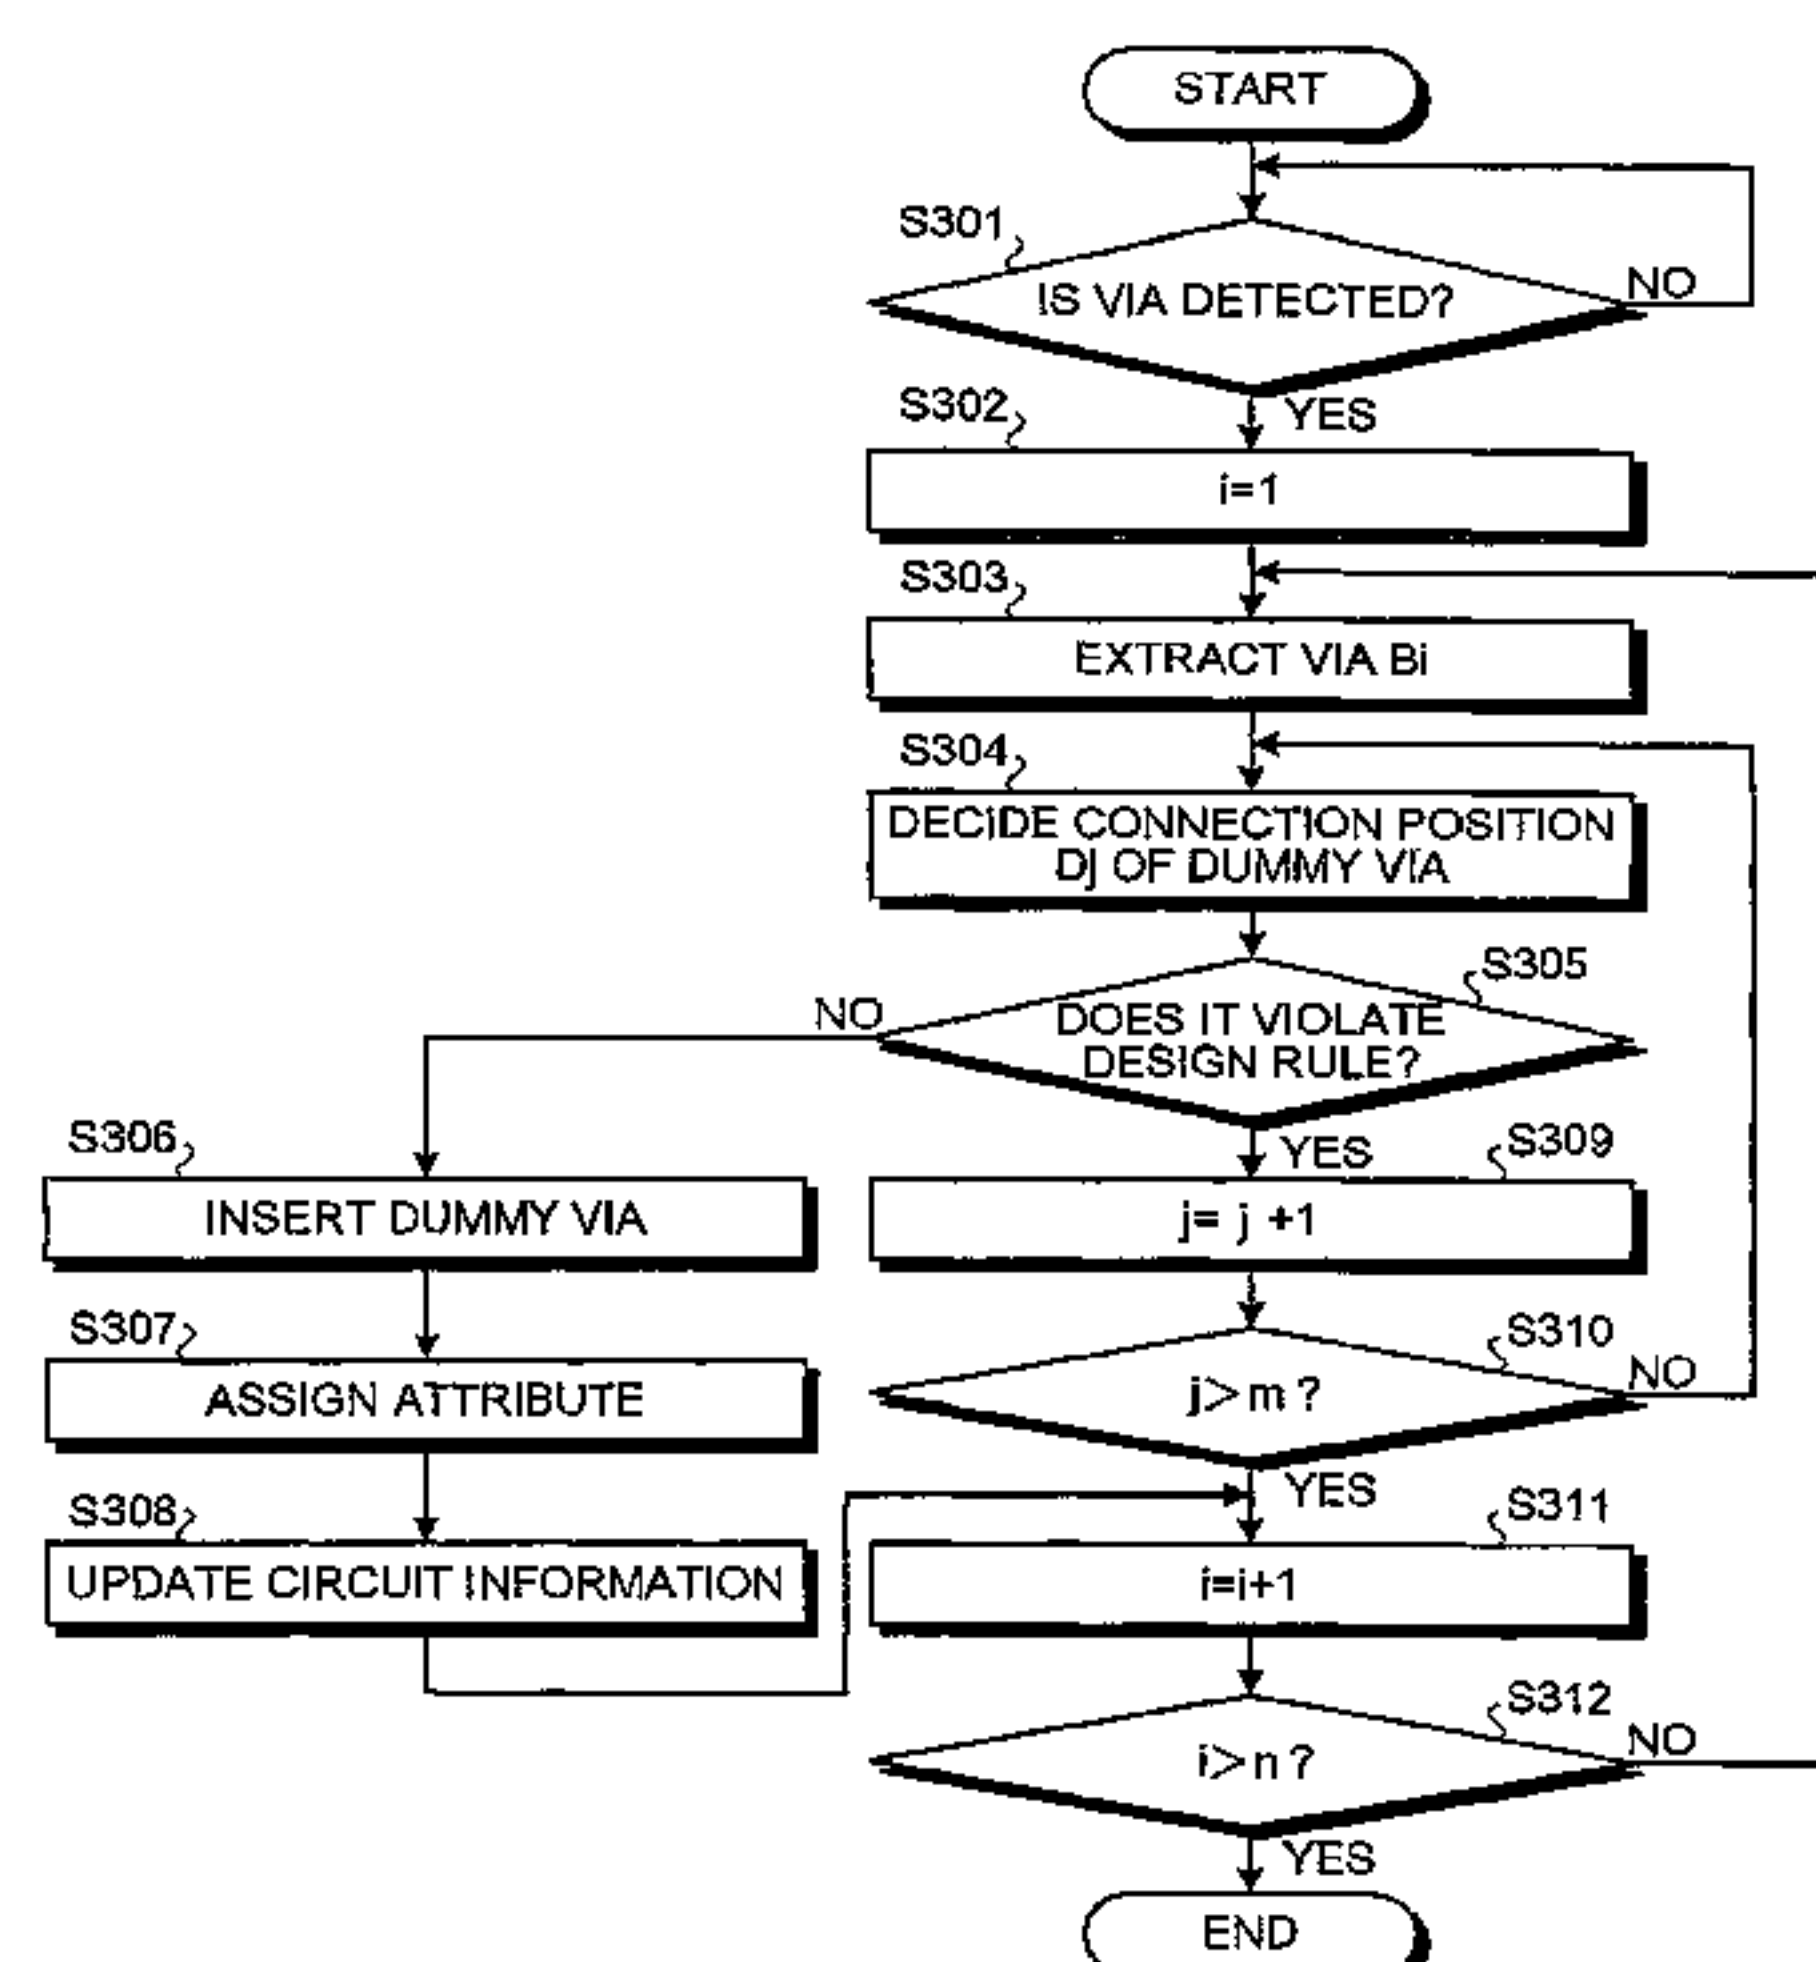 START
S301
IS VIA DETECTED?
NO
YES
S302
i=1
S303
EXTRACT VIA Bi
S304
DECIDE CONNECTION POSITION
Dj OF DUMMY VIA
S305
NO
DOES IT VIOLATE
DESIGN RULE?
YES
S306
INSERT DUMMY VIA
S309
j= j +1
S307
ASSIGN ATTRIBUTE
S310
j>m ?
NO
YES
S308
UPDATE CIRCUIT INFORMATION
S311
i=i+1
S312
i>n ?
NO
YES
END